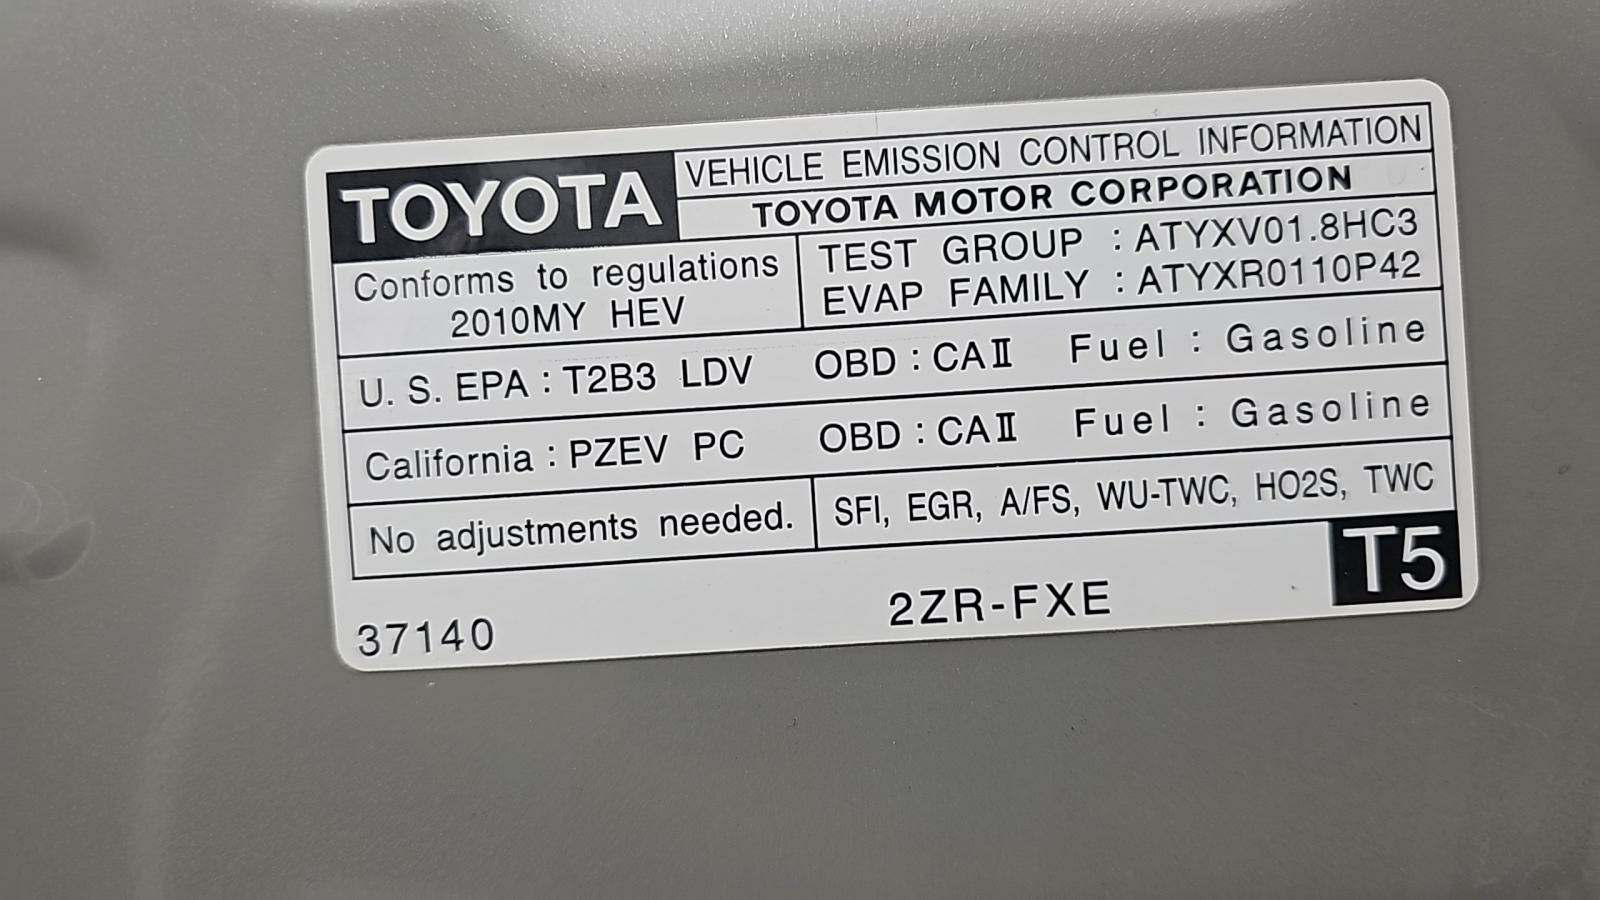 TOYOTA
VEHICLE EMISSION CONTROL INFORMATION
TOYOTA MOTOR CORPORATION
Conforms to regulations
2010MY HEV
TEST GROUP : ATYXV01.8HC3
EVAP FAMILY : ATYXR0110P42
U. S. EPA : T2B3 LDV OBD : CAⅡ Fuel : Gasoline
California : PZEV PC OBD : CAⅡ Fuel : Gasoline
No adjustments needed.
SFI, EGR, A/FS, WU-TWC, HO2S, TWC
T5
37140
2ZR-FXE